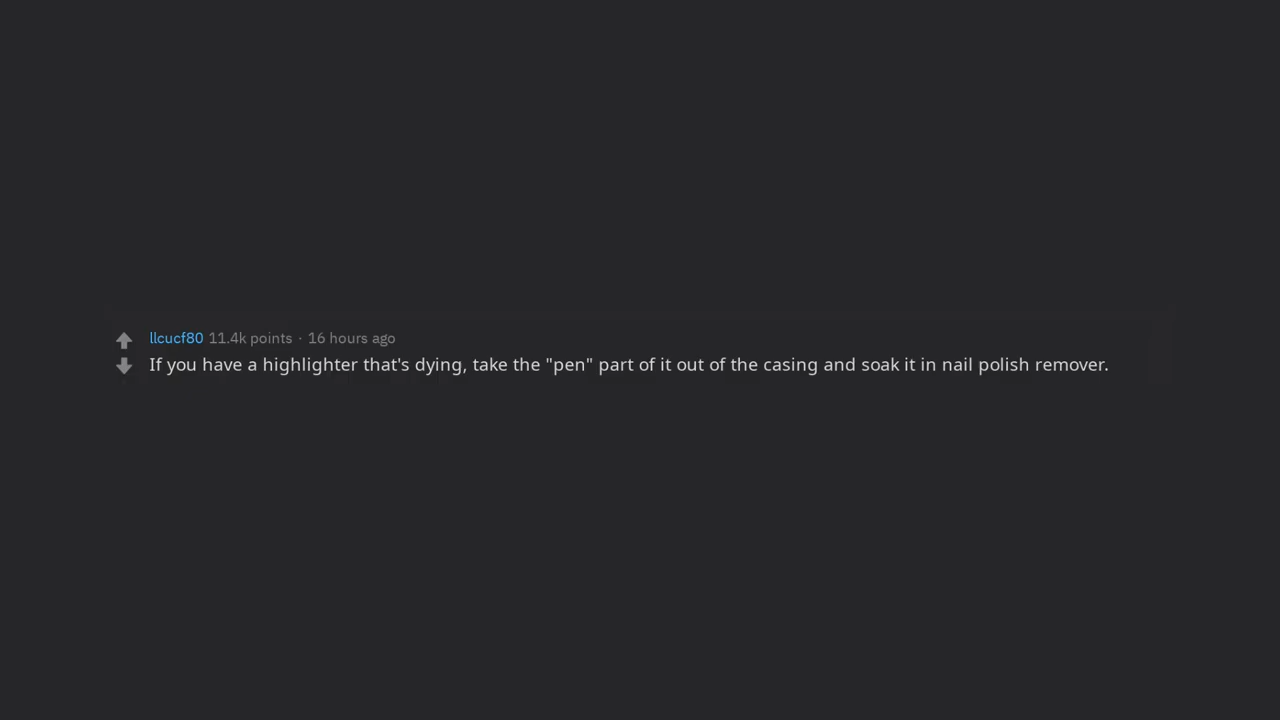 llcucf80 11.4k points · 16 hours ago
If you have a highlighter that's dying, take the "pen" part of it out of the casing and soak it in nail polish remover.